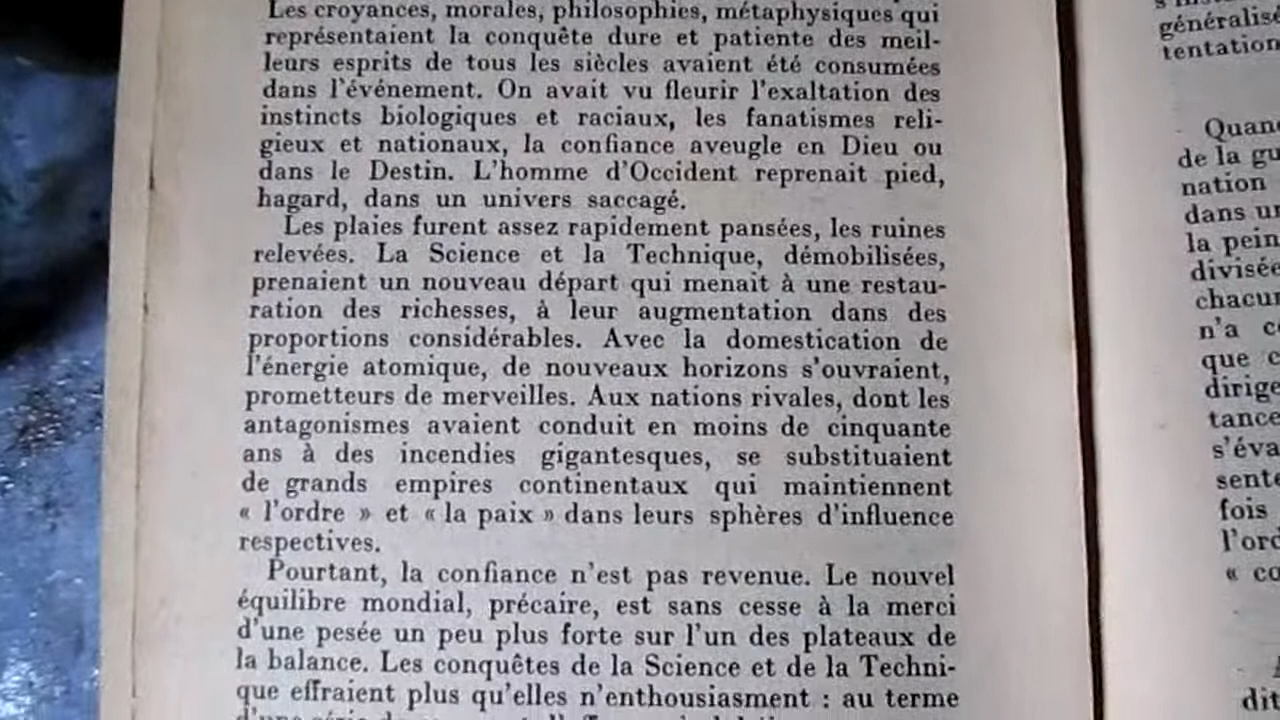 Les croyances, morales, philosophies, métaphysiques qui
représentaient la conquête dure et patiente des meil-
leurs esprits de tous les siècles avaient été consumées
dans l'événement. On avait vu fleurir l'exaltation des
instincts biologiques et raciaux, les fanatismes reli-
gieux et nationaux, la confiance aveugle en Dieu ou
dans le Destin. L'homme d'Occident reprenait pied,
hagard, dans un univers saccagé.
Les plaies furent assez rapidement pansées, les ruines
relevées. La Science et la Technique, démobilisées,
prenaient un nouveau départ qui menait à une restau-
ration des richesses, à leur augmentation dans des
proportions considérables. Avec la domestication de
l'énergie atomique, de nouveaux horizons s'ouvraient,
prometteurs de merveilles. Aux nations rivales, dont les
antagonismes avaient conduit en moins de cinquante
ans à des incendies gigantesques, se substituaient
de grands empires continentaux qui maintiennent
« l'ordre » et « la paix » dans leurs sphères d'influence
respectives.
Pourtant, la confiance n'est pas revenue. Le nouvel
équilibre mondial, précaire, est sans cesse à la merci
d'une pesée un peu plus forte sur l'un des plateaux de
la balance. Les conquêtes de la Science et de la Techni-
que effraient plus qu'elles n'enthousiasment : au terme
tentation
de la
nation
dans
la
n'a
que
fois
«